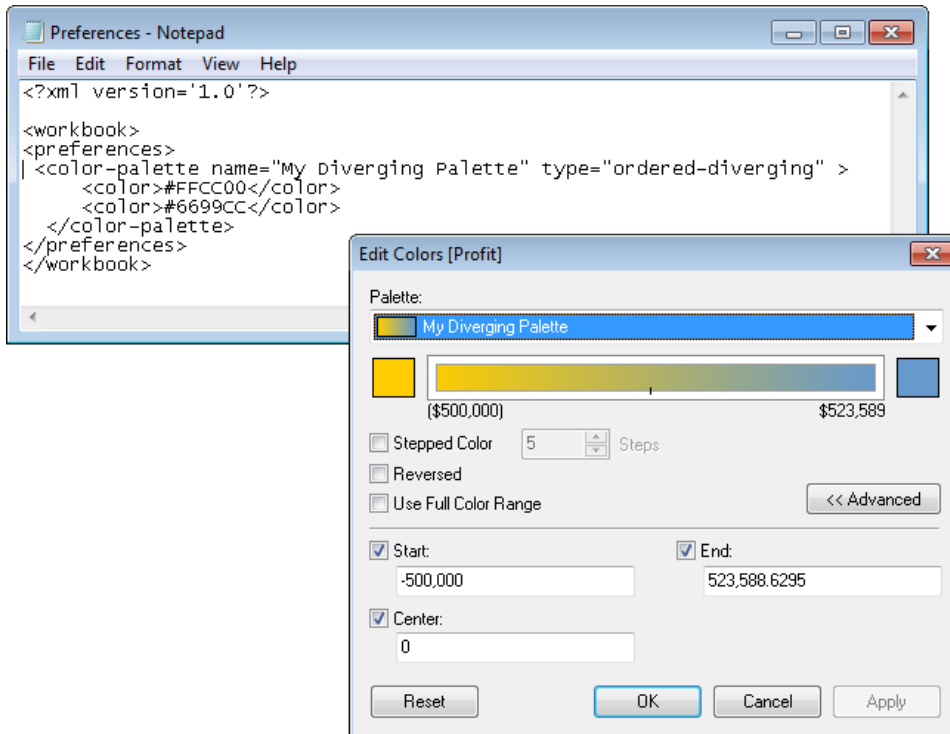 Preferences - Notepad
File Edit Format View Help
<?xml version='1.0'?>
<workbook>
<preferences>
<color-palette name="My Diverging Palette" type="ordered-diverging" >
<color>#FFCC00</color>
<color>#6699CC</color>
</color-palette>
</preferences>
</workbook>
Edit Colors [Profit]
Palette:
My Diverging Palette
($500,000) $523,589
Stepped Color 5 Steps
Reversed
Use Full Color Range << Advanced
Start: End:
-500,000 523,588.6295
Center:
0
Reset OK Cancel Apply